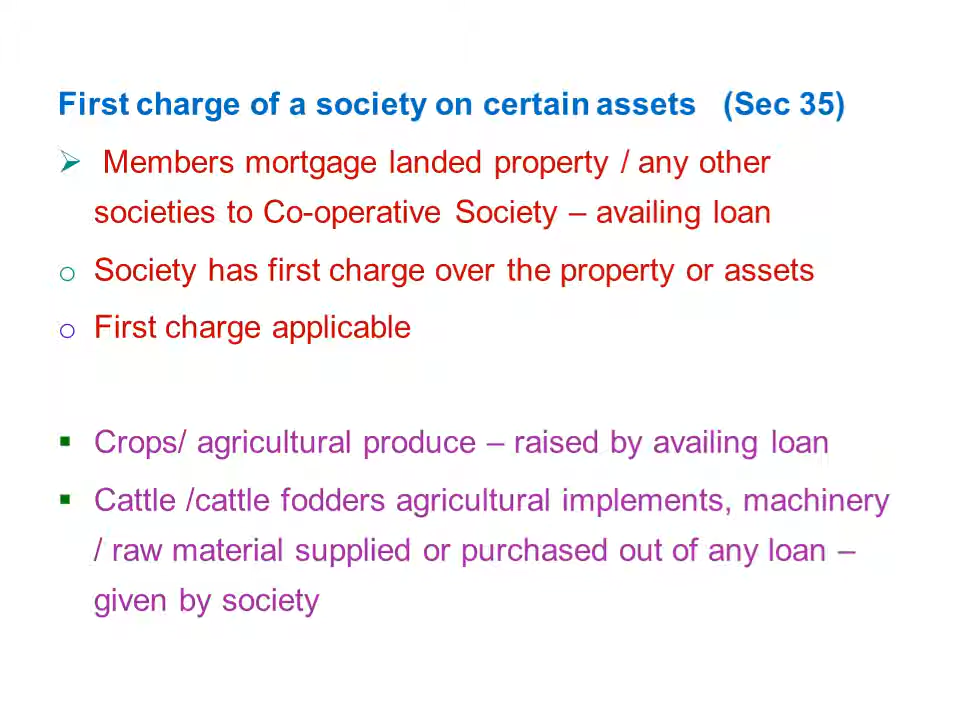 First charge of a society on certain assets (Sec 35)
Members mortgage landed property / any other
societies to Co-operative Society – availing loan
Society has first charge over the property or assets
First charge applicable
Crops/ agricultural produce – raised by availing loan
Cattle /cattle fodders agricultural implements, machinery
/ raw material supplied or purchased out of any loan –
given by society